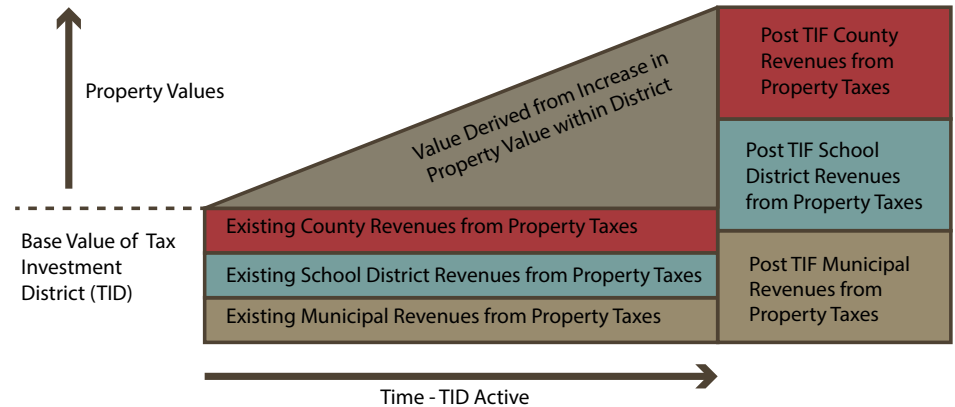 Property Values
Value Derived from Increase in
Property Value within District
Post TIF County
Revenues from
Property Taxes
Post TIF School
District Revenues
from Property Taxes
Post TIF Municipal
Revenues from
Property Taxes
Base Value of Tax
Investment
District (TID)
Existing County Revenues from Property Taxes
Existing School District Revenues from Property Taxes
Existing Municipal Revenues from Property Taxes
Time - TID Active